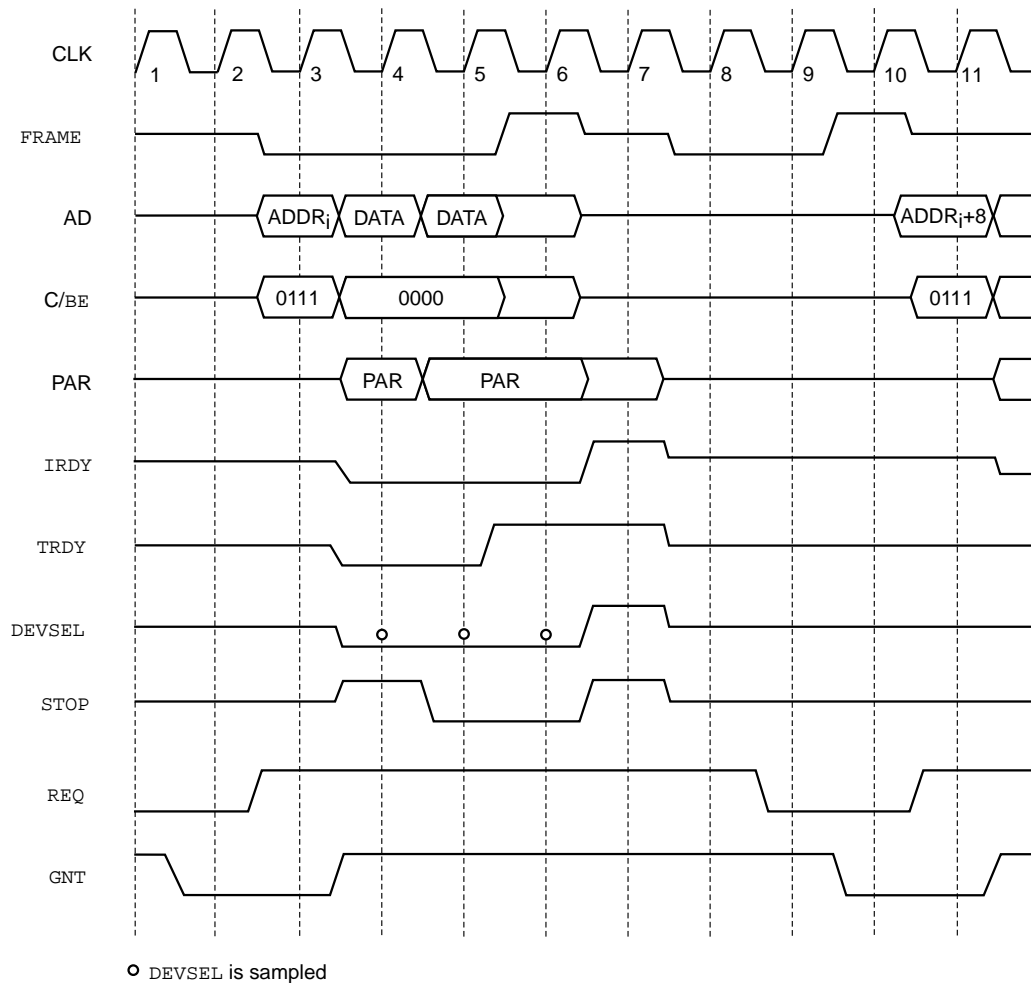 CLK
1 2 3 4 5 6 7 8 9 10 11
FRAME
AD
ADDRi DATA DATA ADDRi+8
C/BE
0111 0000 0111
PAR
PAR PAR
IRDY
TRDY
DEVSEL
STOP
REQ
GNT
DEVSEL is sampled